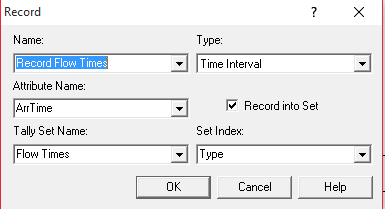 Record ?
Name: Type:
Record Flow Times Time Interval
Attribute Name:
ArrTime Record into Set
Tally Set Name: Set Index:
Flow Times Type
OK Cancel Help